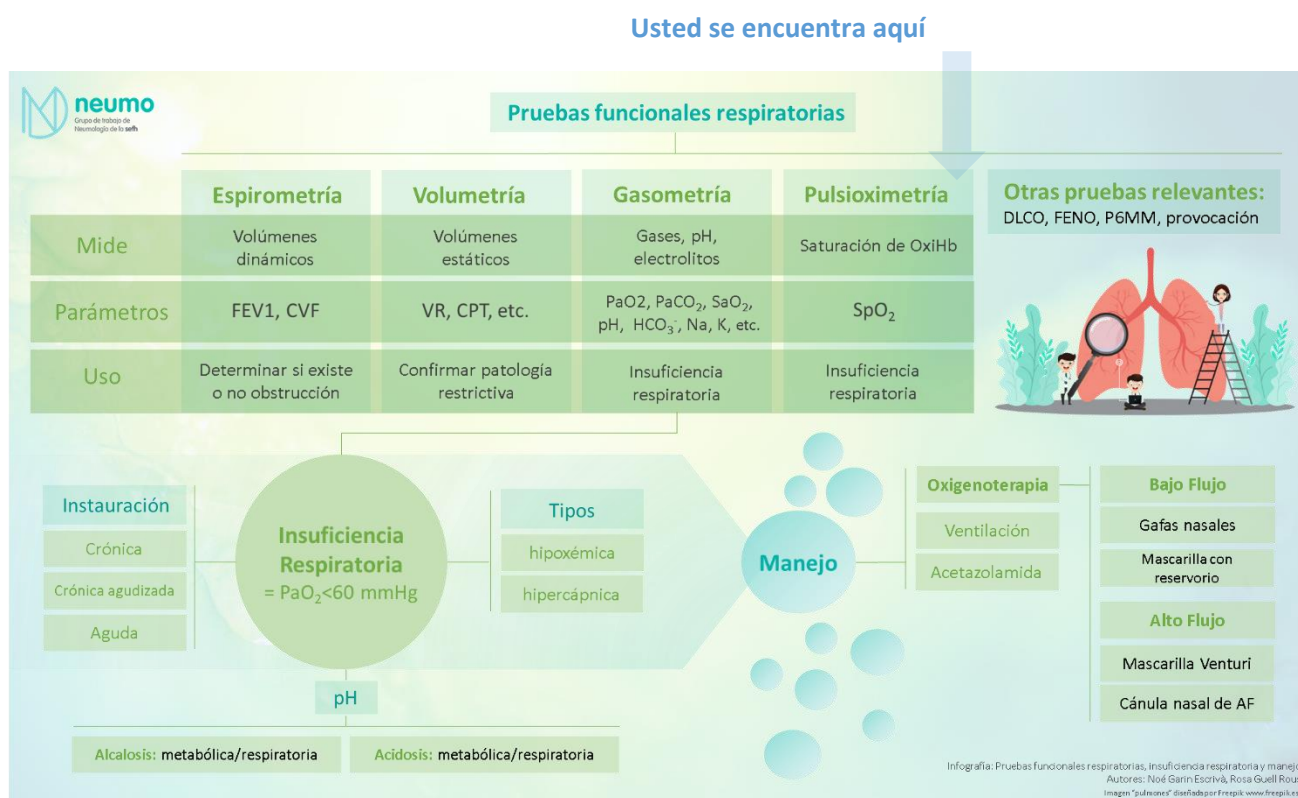 Usted se encuentra aquí
neumo
Grupo de trabajo de
Neumología de la sefh
Pruebas funcionales respiratorias
Espirometría
Volumetría
Gasometría
Pulsioximetría
Otras pruebas relevantes:
DLCO, FENO, P6MM, provocación
Mide
Volúmenes
dinámicos
Volúmenes
estáticos
Gases, pH,
electrolitos
Saturación de OxiHb
Parámetros
FEV1, CVF
VR, CPT, etc.
PaO2, PaCO₂, SaO₂,
pH, HCO₃⁻, Na, K, etc.
SpO₂
Uso
Determinar si existe
o no obstrucción
Confirmar patología
restrictiva
Insuficiencia
respiratoria
Insuficiencia
respiratoria
Instauración
Crónica
Crónica agudizada
Aguda
Insuficiencia
Respiratoria
= PaO₂<60 mmHg
Tipos
hipoxémica
hipercápnica
Manejo
Oxigenoterapia
Ventilación
Acetazolamida
Bajo Flujo
Gafas nasales
Mascarilla con
reservorio
Alto Flujo
Mascarilla Venturi
Cánula nasal de AF
pH
Alcalosis: metabólica/respiratoria
Acidosis: metabólica/respiratoria
Infografía: Pruebas funcionales respiratorias, insuficiencia respiratoria y manejo
Autores: Noé Garin Escrivà, Rosa Guell Rous
Imagen "pulmones" diseñada por Freepik www.freepik.es